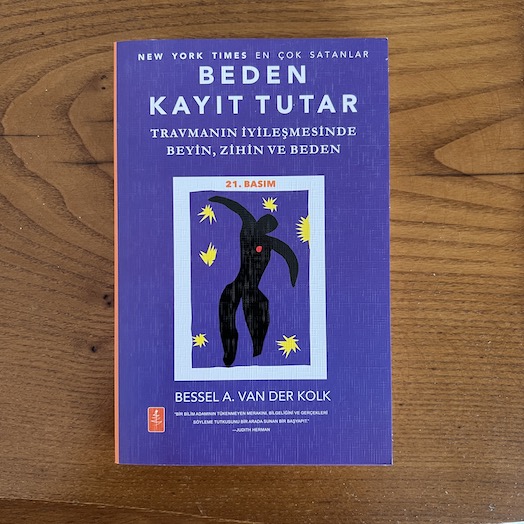 NEW YORK TIMES EN ÇOK SATANLAR
BEDEN
KAYIT TUTAR
TRAVMANIN İYİLEŞMESİNDE
BEYİN, ZİHİN VE BEDEN
21. BASIM
BESSEL A. VAN DER KOLK
"BİR BİLİM ADAMININ TÜKENMEYEN MERAKINI, BİLGELİĞİNİ VE GERÇEKLERİ
SÖYLEME TUTKUSUNU BİR ARADA SUNAN BİR BAŞYAPIT."
—JUDITH HERMAN